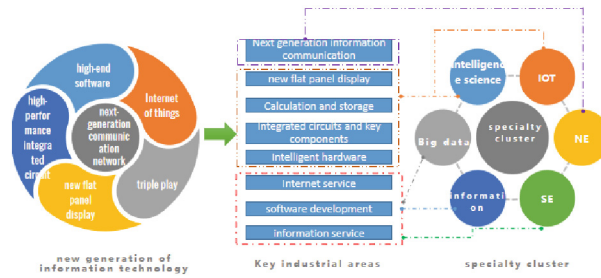 high-end
software
Internet
of things
high-
perfor
mance
integra
ted
circuit
next-
generation
communic
ation
network
new flat
panel
display
triple play
new generation of
information technology
Next generation information
communication
new flat panel display
Calculation and storage
Integrated circuits and key
components
Intelligent hardware
Internet service
software development
information service
Key industrial areas
intelligenc
e science
IOT
Big data
specialty
cluster
NE
informati
on
SE
specialty cluster